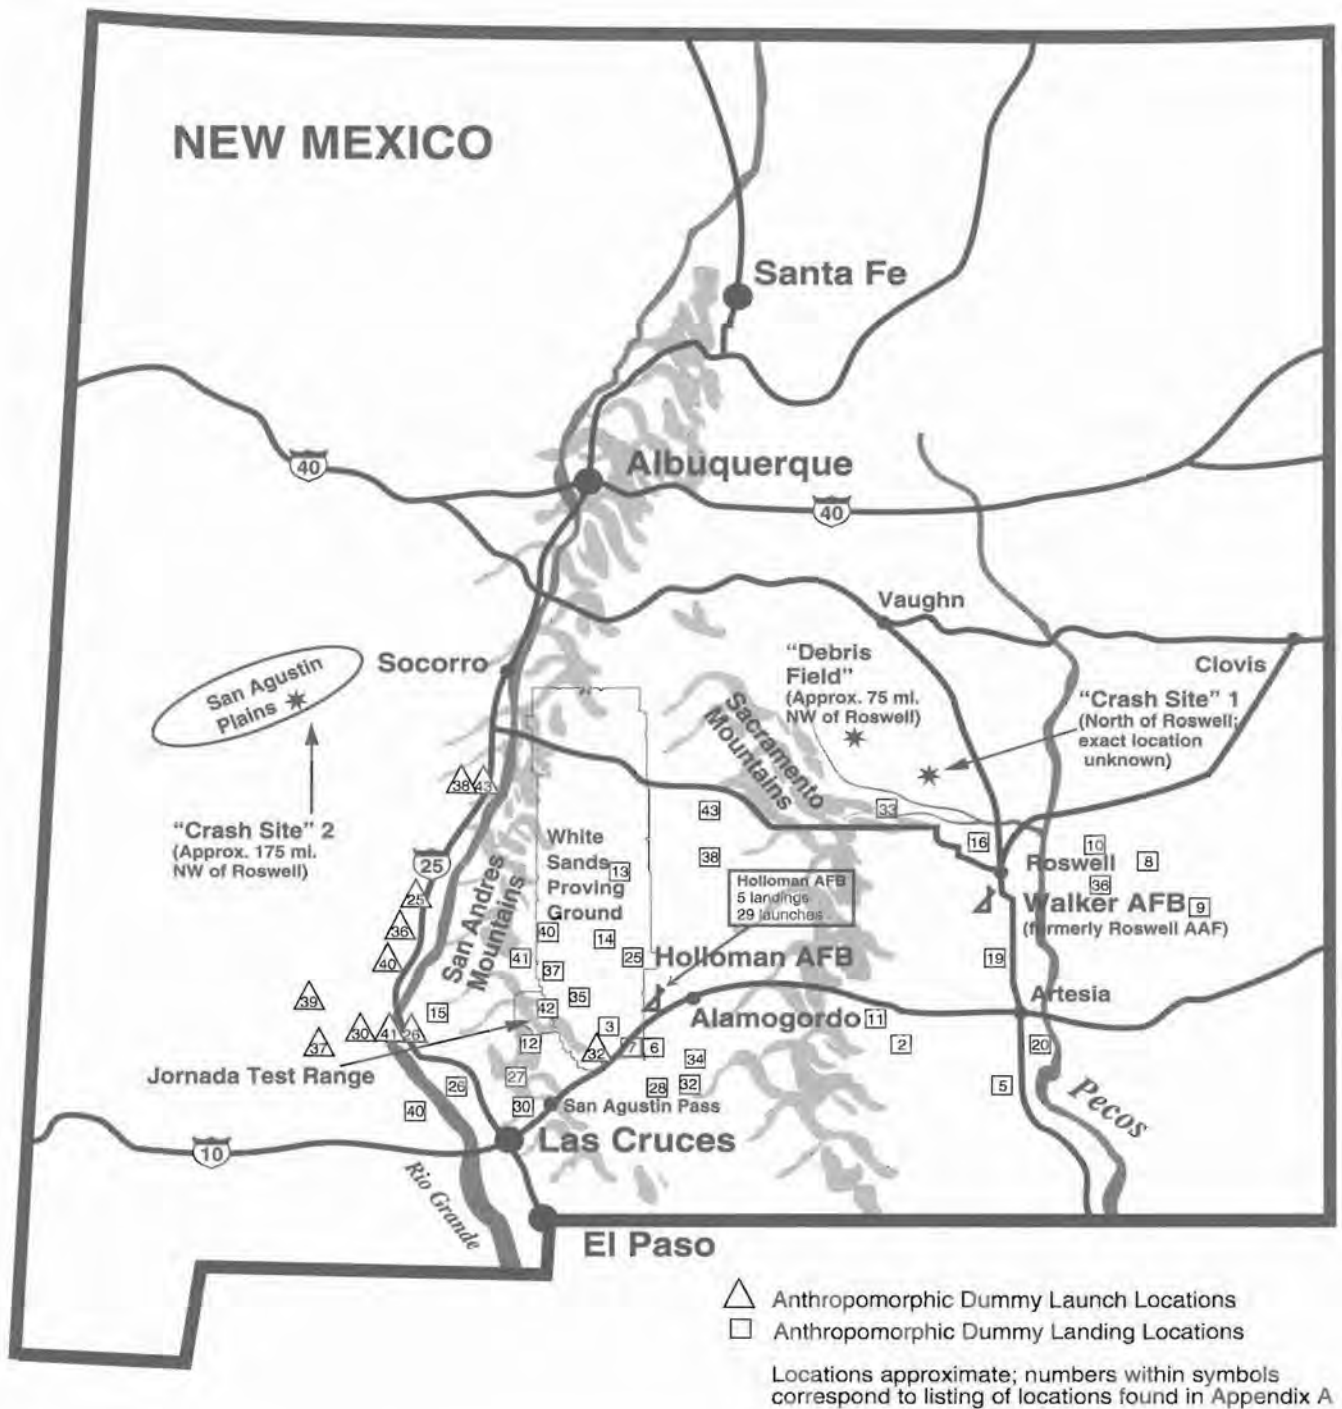 NEW MEXICO
Santa Fe
Albuquerque
40
40
Vaughn
Socorro
"Debris
Field"
(Approx. 75 mi.
NW of Roswell)
Clovis
San Agustin
Plains
"Crash Site" 1
(North of Roswell;
exact location
unknown)
Sacramento
Mountains
38
43
"Crash Site" 2
(Approx. 175 mi.
NW of Roswell)
43
33
White
Sands
Proving
Ground
16
10
8
25
38
13
Roswell
Holloman AFB
5 landings
29 launches
36
25
Walker AFB
(formerly Roswell AAF)
9
San Andres
Mountains
36
40
14
40
41
25
Holloman AFB
19
37
39
35
Artesia
42
15
Alamogordo
11
30
41
26
3
37
12
32
7
6
2
20
34
Jornada Test Range
27
26
28
32
5
40
30
San Agustin Pass
Pecos
10
Las Cruces
Rio Grande
El Paso
Anthropomorphic Dummy Launch Locations
Anthropomorphic Dummy Landing Locations
Locations approximate; numbers within symbols
correspond to listing of locations found in Appendix A